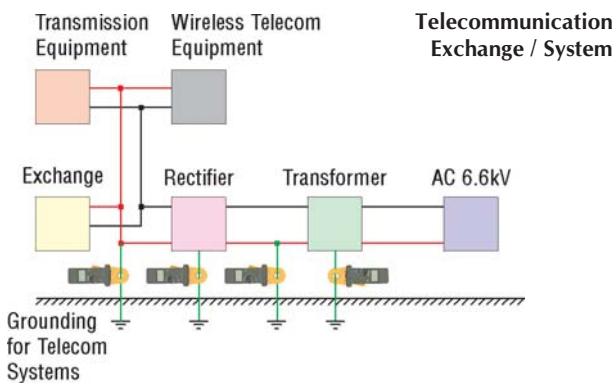 Telecommunication
Exchange / System
Transmission
Equipment
Wireless Telecom
Equipment
Exchange
Rectifier
Transformer
AC 6.6kV
Grounding
for Telecom
Systems